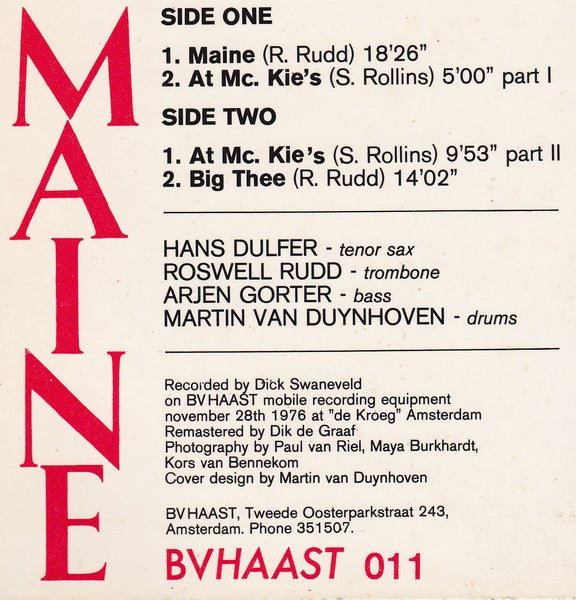 MAINE
SIDE ONE
1. Maine (R. Rudd) 18'26"
2. At Mc. Kie's (S. Rollins) 5'00" part I
SIDE TWO
1. At Mc. Kie's (S. Rollins) 9'53" part II
2. Big Thee (R. Rudd) 14'02"
HANS DULFER - tenor sax
ROSWELL RUDD - trombone
ARJEN GORTER - bass
MARTIN VAN DUYNHOVEN - drums
Recorded by Dick Swaneveld
on BVHAAST mobile recording equipment
november 28th 1976 at "de Kroeg" Amsterdam
Remastered by Dik de Graaf
Photography by Paul van Riel, Maya Burkhardt,
Kors van Bennekom
Cover design by Martin van Duynhoven
BVHAAST, Tweede Oosterparkstraat 243,
Amsterdam. Phone 351507.
BVHAAST 011